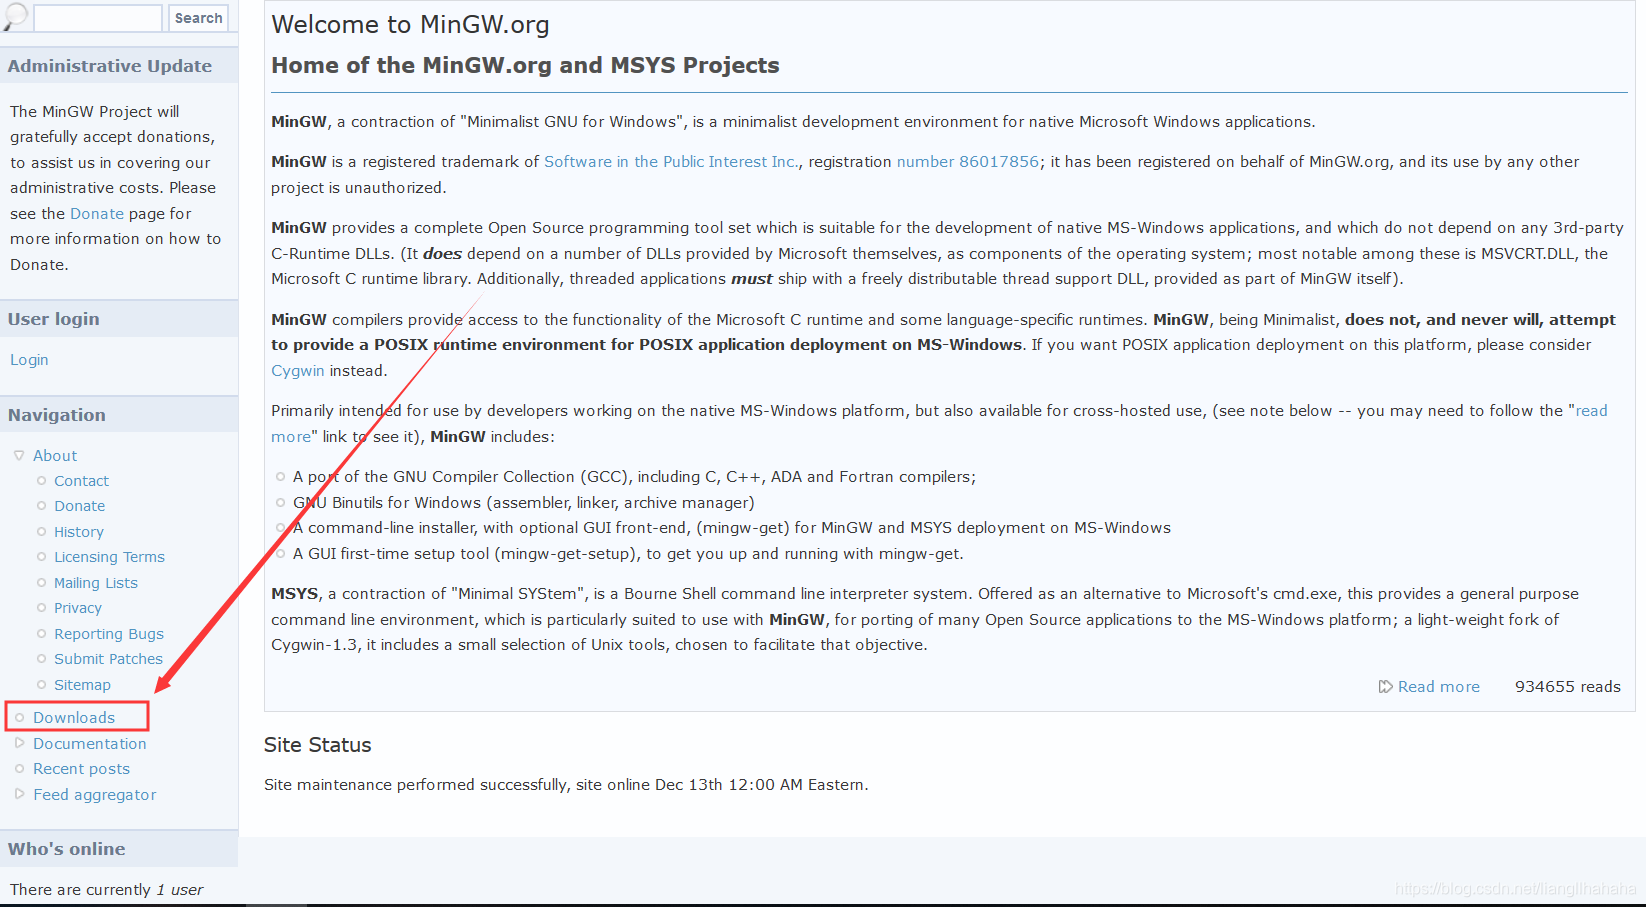 Search
Administrative Update
The MinGW Project will
gratefully accept donations,
to assist us in covering our
administrative costs. Please
see the Donate page for
more information on how to
Donate.
User login
Login
Navigation
About
Contact
Donate
History
Licensing Terms
Mailing Lists
Privacy
Reporting Bugs
Submit Patches
Sitemap
Downloads
Documentation
Recent posts
Feed aggregator
Who's online
There are currently 1 user
Welcome to MinGW.org
Home of the MinGW.org and MSYS Projects
MinGW, a contraction of "Minimalist GNU for Windows", is a minimalist development environment for native Microsoft Windows applications.
MinGW is a registered trademark of Software in the Public Interest Inc., registration number 86017856; it has been registered on behalf of MinGW.org, and its use by any other
project is unauthorized.
MinGW provides a complete Open Source programming tool set which is suitable for the development of native MS-Windows applications, and which do not depend on any 3rd-party
C-Runtime DLLs. (It does depend on a number of DLLs provided by Microsoft themselves, as components of the operating system; most notable among these is MSVCRT.DLL, the
Microsoft C runtime library. Additionally, threaded applications must ship with a freely distributable thread support DLL, provided as part of MinGW itself).
MinGW compilers provide access to the functionality of the Microsoft C runtime and some language-specific runtimes. MinGW, being Minimalist, does not, and never will, attempt
to provide a POSIX runtime environment for POSIX application deployment on MS-Windows. If you want POSIX application deployment on this platform, please consider
Cygwin instead.
Primarily intended for use by developers working on the native MS-Windows platform, but also available for cross-hosted use, (see note below -- you may need to follow the "read
more" link to see it), MinGW includes:
A port of the GNU Compiler Collection (GCC), including C, C++, ADA and Fortran compilers;
GNU Binutils for Windows (assembler, linker, archive manager)
A command-line installer, with optional GUI front-end, (mingw-get) for MinGW and MSYS deployment on MS-Windows
A GUI first-time setup tool (mingw-get-setup), to get you up and running with mingw-get.
MSYS, a contraction of "Minimal SYStem", is a Bourne Shell command line interpreter system. Offered as an alternative to Microsoft's cmd.exe, this provides a general purpose
command line environment, which is particularly suited to use with MinGW, for porting of many Open Source applications to the MS-Windows platform; a light-weight fork of
Cygwin-1.3, it includes a small selection of Unix tools, chosen to facilitate that objective.
Read more 934655 reads
Site Status
Site maintenance performed successfully, site online Dec 13th 12:00 AM Eastern.